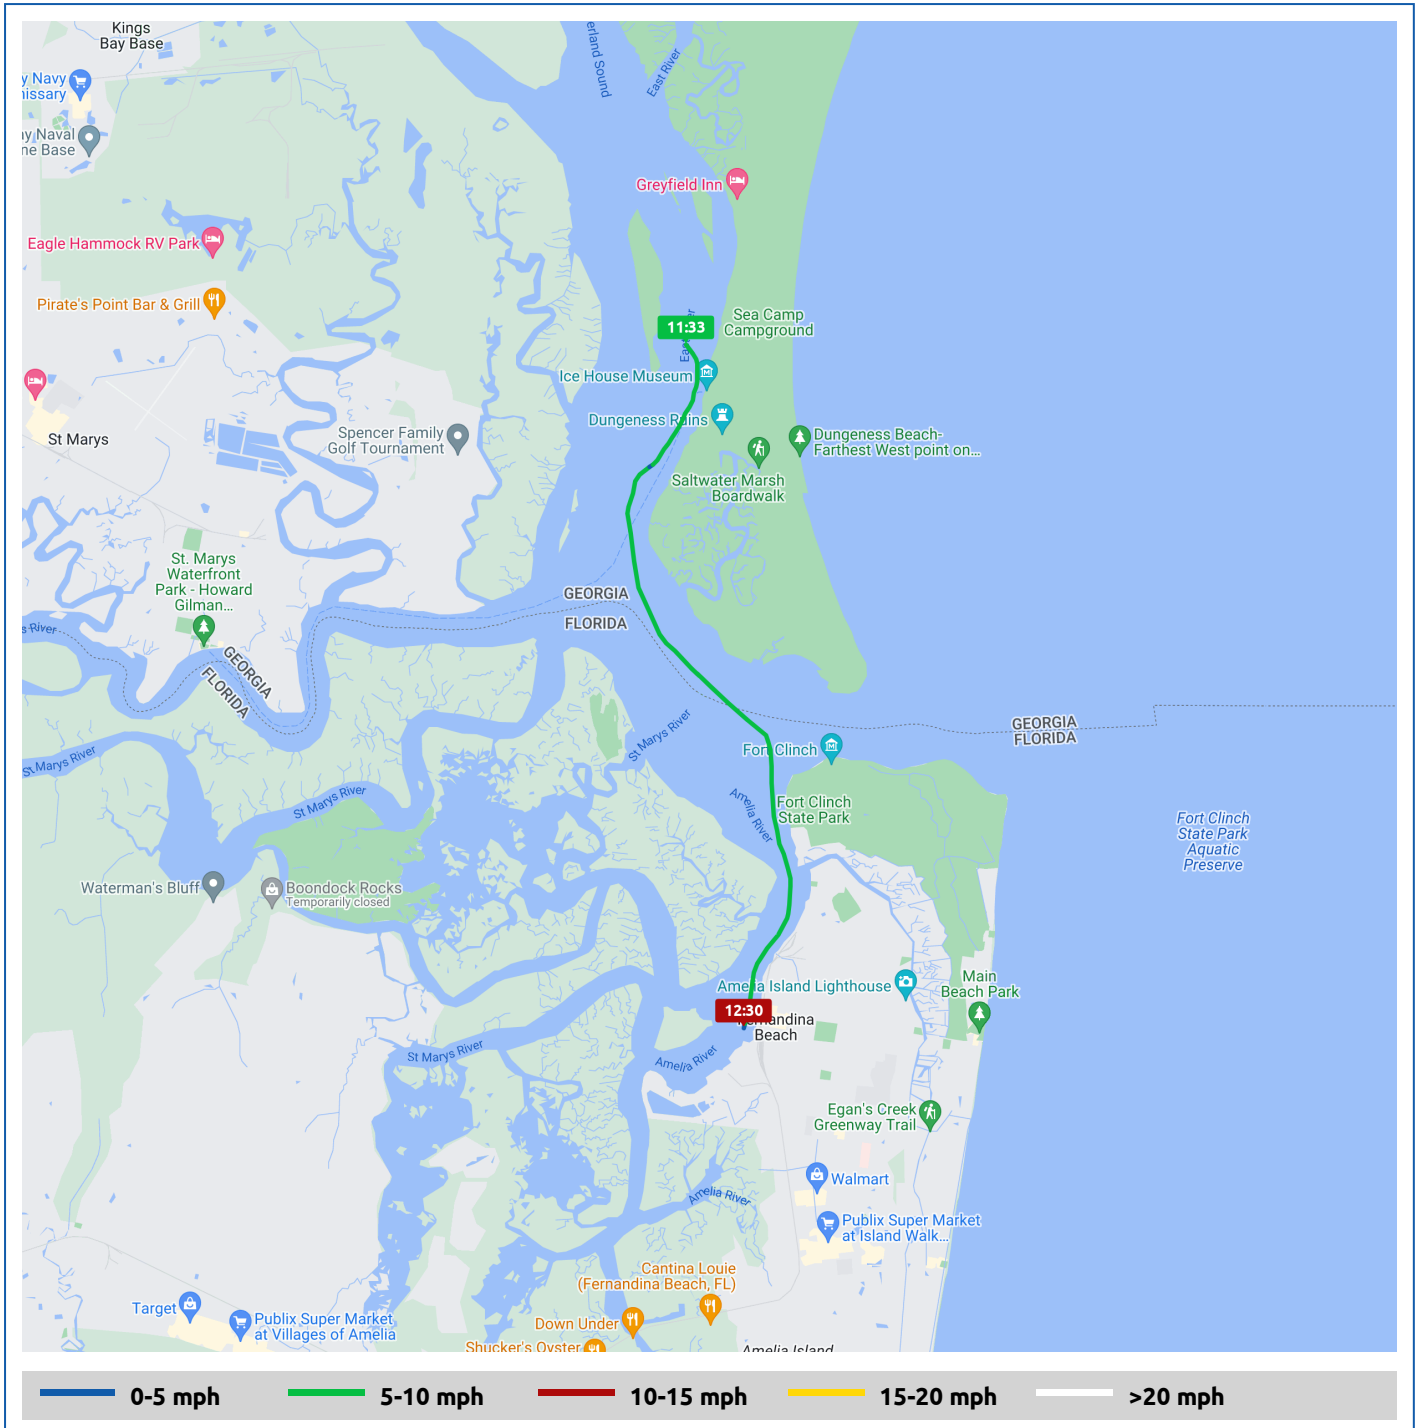 Kings
Bay Base
erland Sound
East River
y Navy
issary
y Naval
ne Base
Greyfield Inn
Eagle Hammock RV Park
Pirate's Point Bar & Grill
11:33
Sea Camp
Campground
Ice House Museum
Dungeness Ruins
St Marys
Spencer Family
Golf Tournament
Dungeness Beach-
Farthest West point on...
Saltwater Marsh
Boardwalk
St. Marys
Waterfront
Park - Howard
Gilman...
GEORGIA
FLORIDA
s River
GEORGIA
FLORIDA
GEORGIA
FLORIDA
St Marys River
Fort Clinch
St Marys River
St Marys River
Amelia River
Fort Clinch
State Park
Fort Clinch
State Park
Aquatic
Preserve
Waterman's Bluff
Boondock Rocks
Temporarily closed
Amelia Island Lighthouse
Main
Beach Park
12:30
Fernandina
Beach
St Marys River
Amelia River
Egan's Creek
Greenway Trail
Walmart
Amelia River
Publix Super Market
at Island Walk...
Cantina Louie
(Fernandina Beach, FL)
Target
Publix Super Market
at Villages of Amelia
Down Under
Shucker's Oyster
Amelia Island
0-5 mph
5-10 mph
10-15 mph
15-20 mph
>20 mph